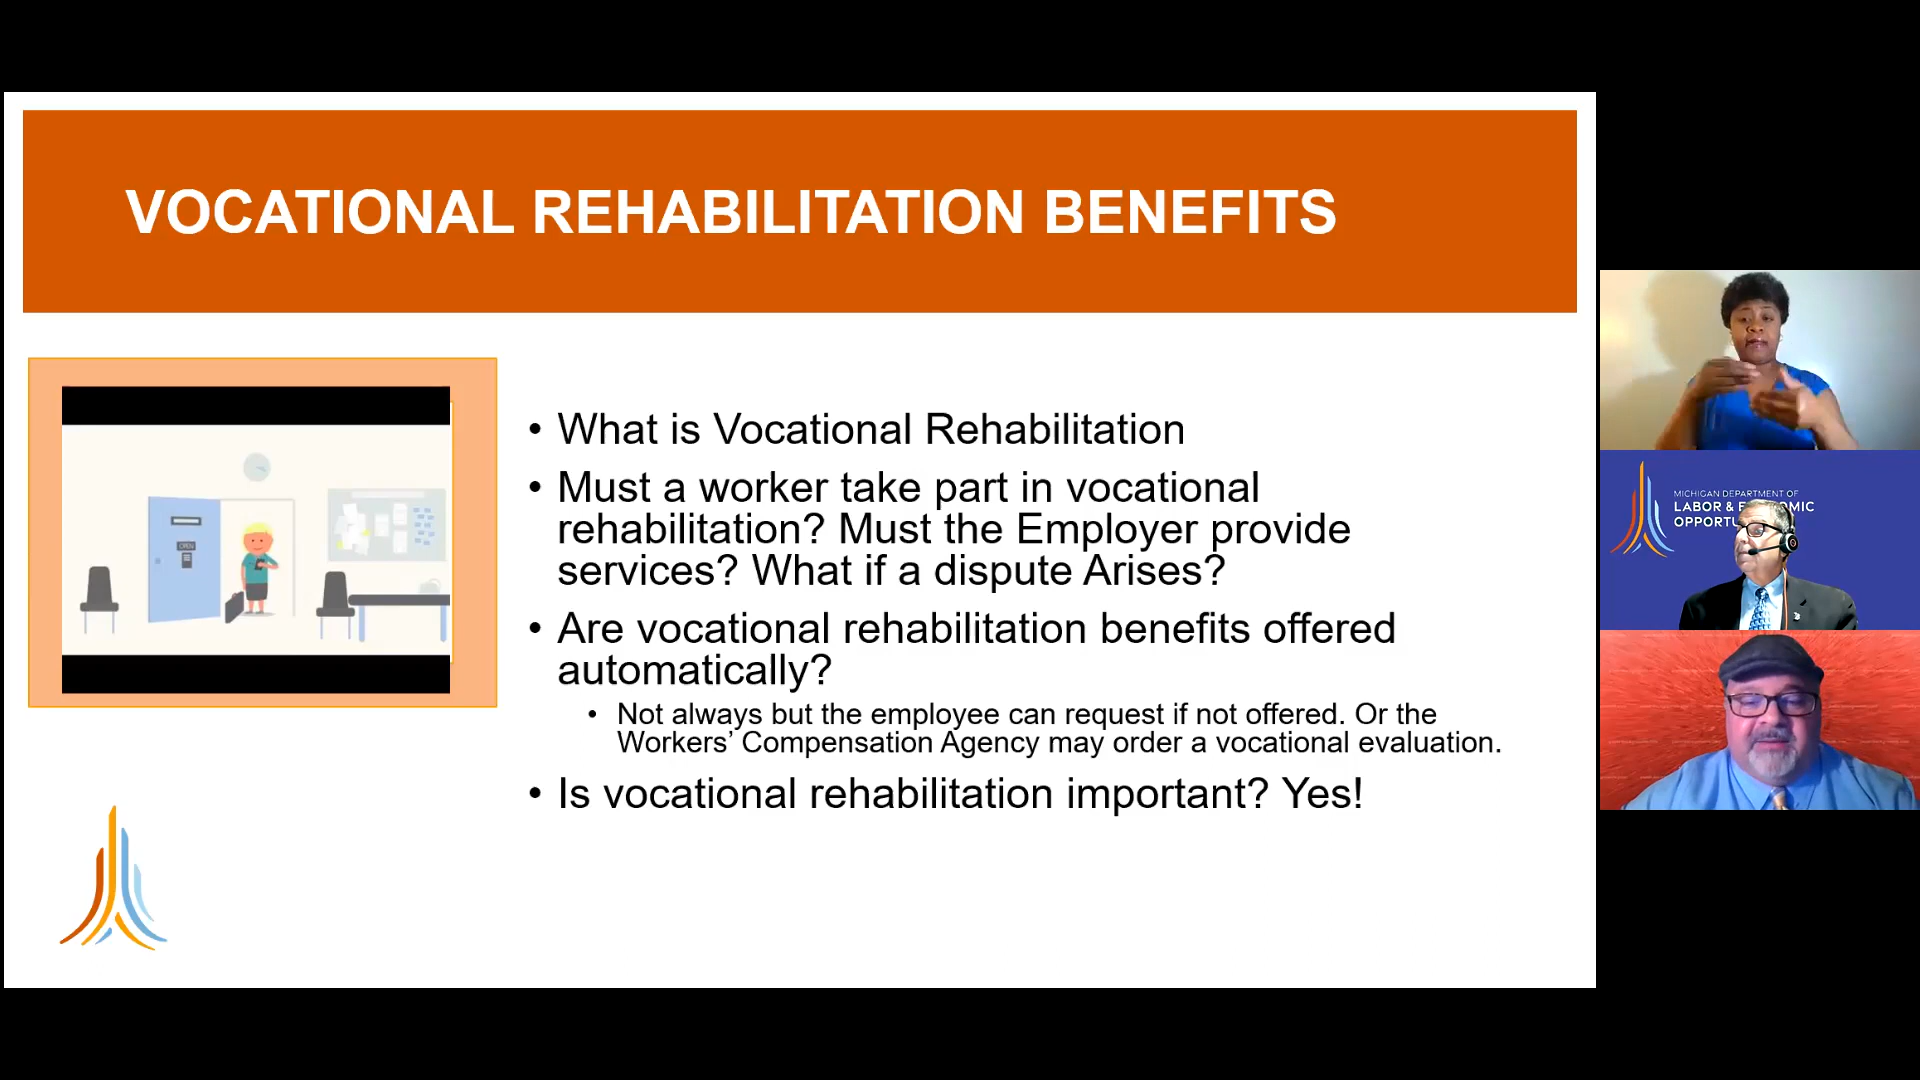 VOCATIONAL REHABILITATION BENEFITS
• What is Vocational Rehabilitation
• Must a worker take part in vocational
rehabilitation? Must the Employer provide
services? What if a dispute Arises?
• Are vocational rehabilitation benefits offered
automatically?
• Not always but the employee can request if not offered. Or the
Workers’ Compensation Agency may order a vocational evaluation.
• Is vocational rehabilitation important? Yes!
OPEN
MICHIGAN DEPARTMENT OF
LABOR &